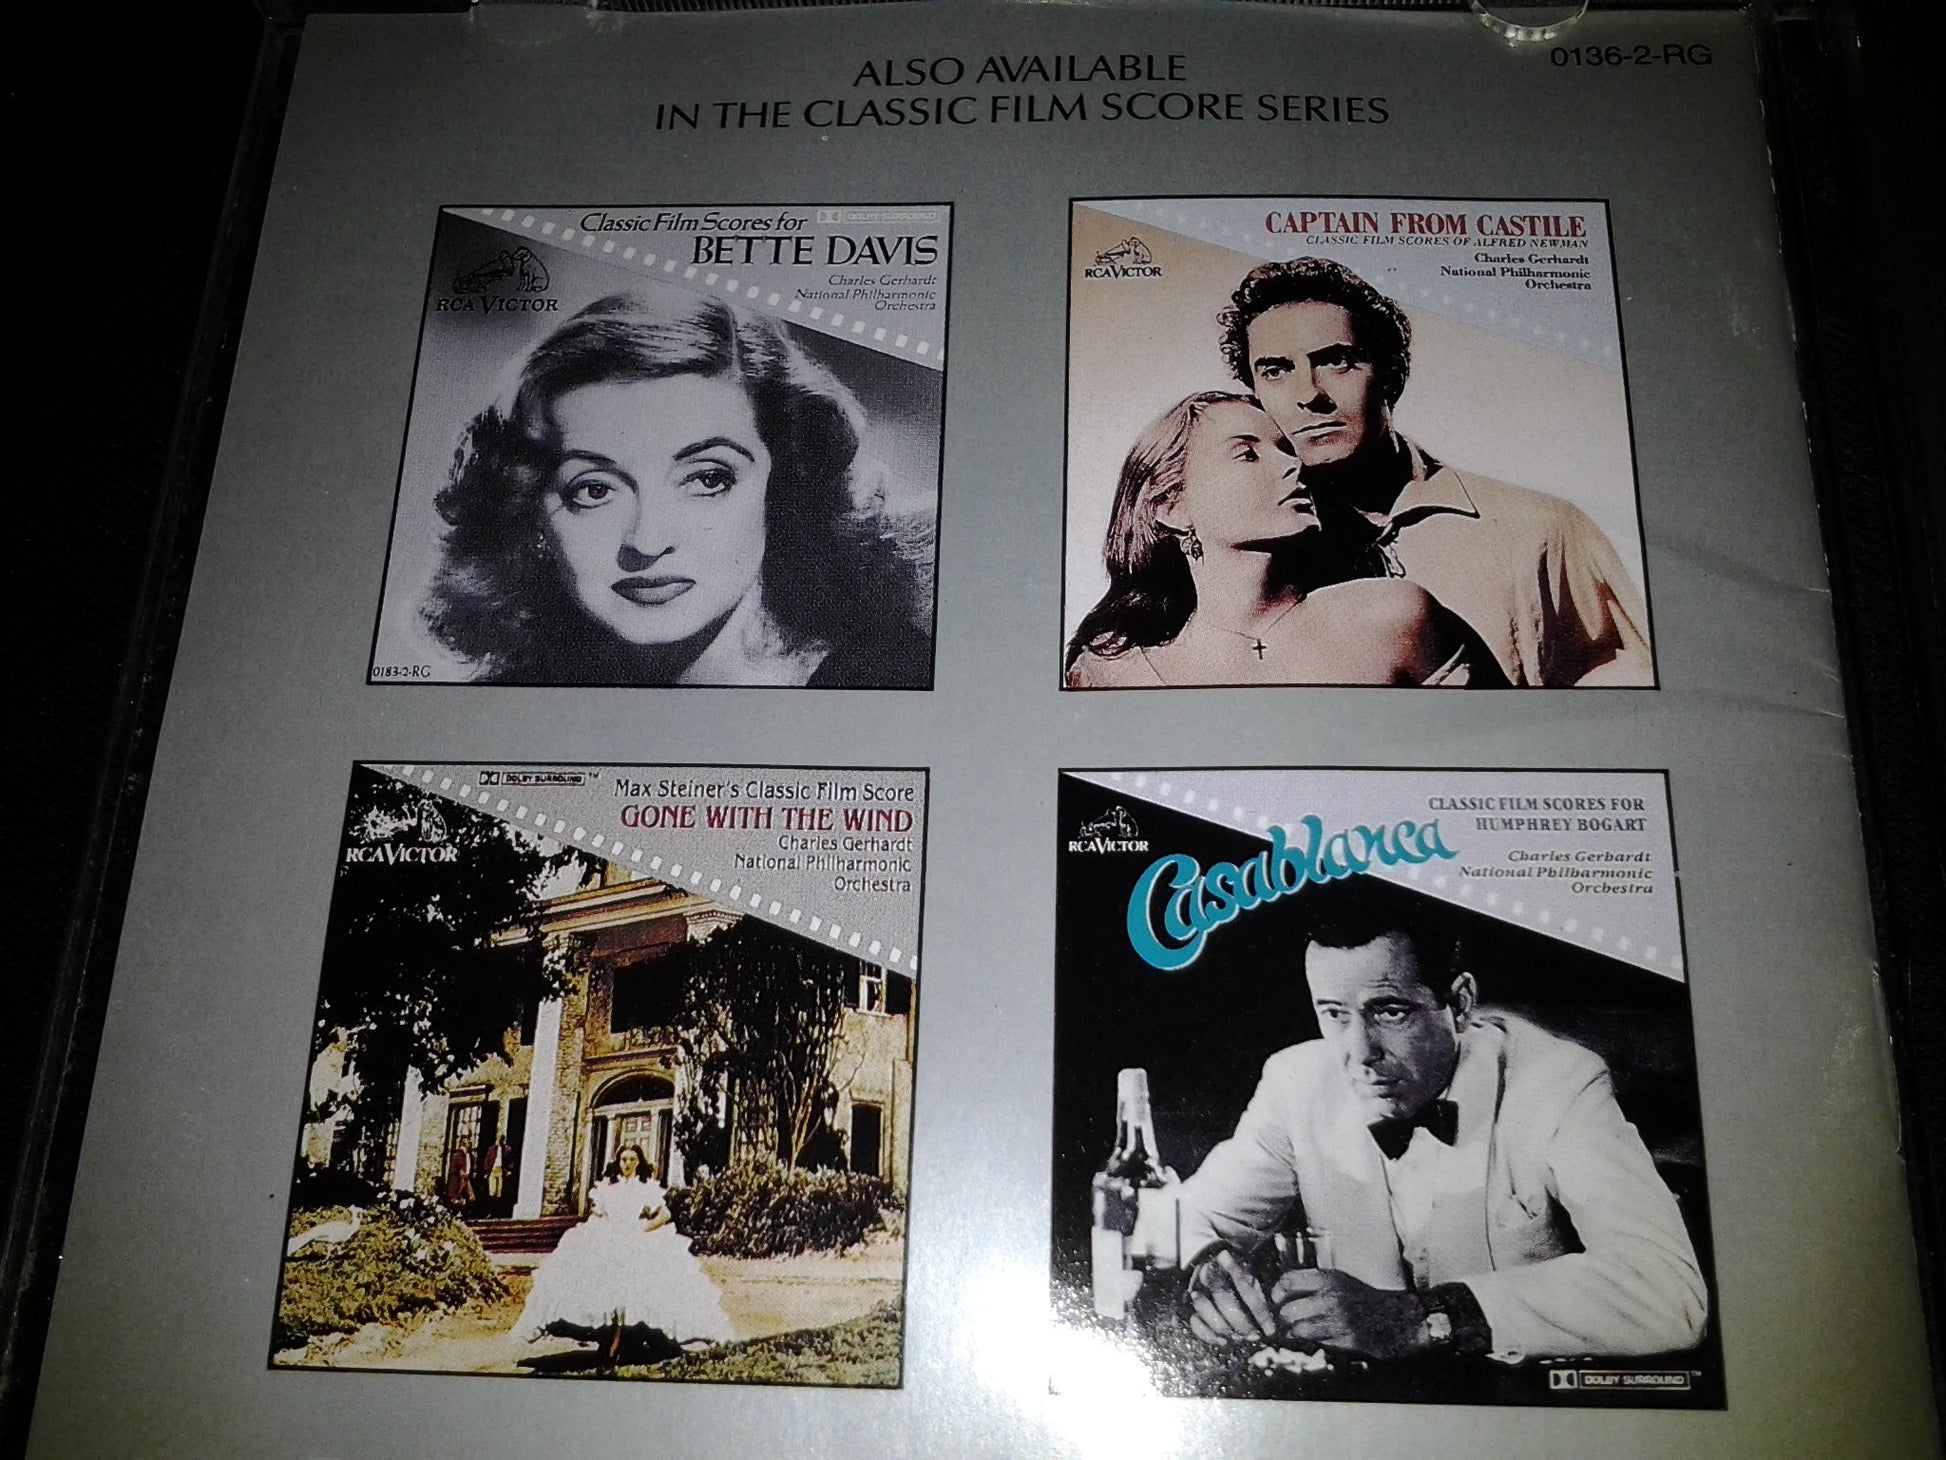 0136-2-RG
ALSO AVAILABLE
IN THE CLASSIC FILM SCORE SERIES
Classic Film Scores for
DOLBY SURROUND
BETTE DAVIS
RCA VICTOR
Charles Gerhardt
National Philharmonic
Orchestra
0183-2-RG
CAPTAIN FROM CASTILE
CLASSIC FILM SCORES OF ALFRED NEWMAN
RCA VICTOR
Charles Gerhardt
National Philharmonic
Orchestra
DOLBY SURROUND™
Max Steiner's Classic Film Score
GONE WITH THE WIND
RCA VICTOR
Charles Gerhardt
National Philharmonic
Orchestra
CLASSIC FILM SCORES FOR
HUMPHREY BOGART
RCA VICTOR
Casablanca
Charles Gerhardt
National Philharmonic
Orchestra
DOLBY SURROUND™